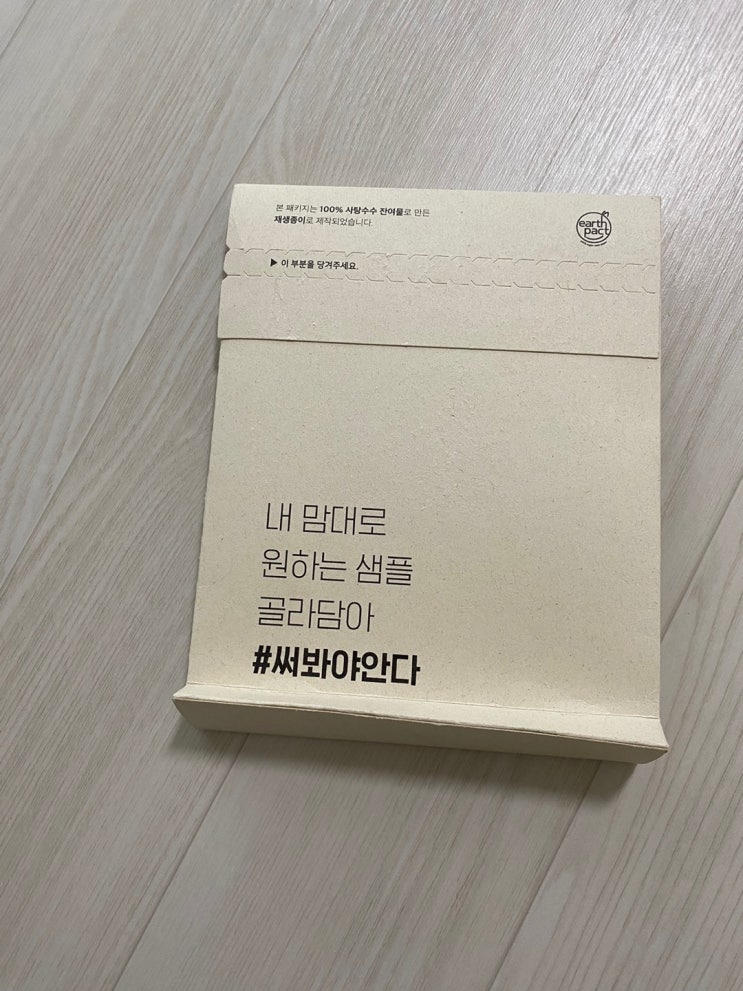 본 패키지는 100% 사탕수수 잔여물로 만든
재생종이로 제작되었습니다.
earth
pact
▶ 이 부분을 당겨주세요.
내 맘대로
원하는 샘플
골라담아
#써봐야안다